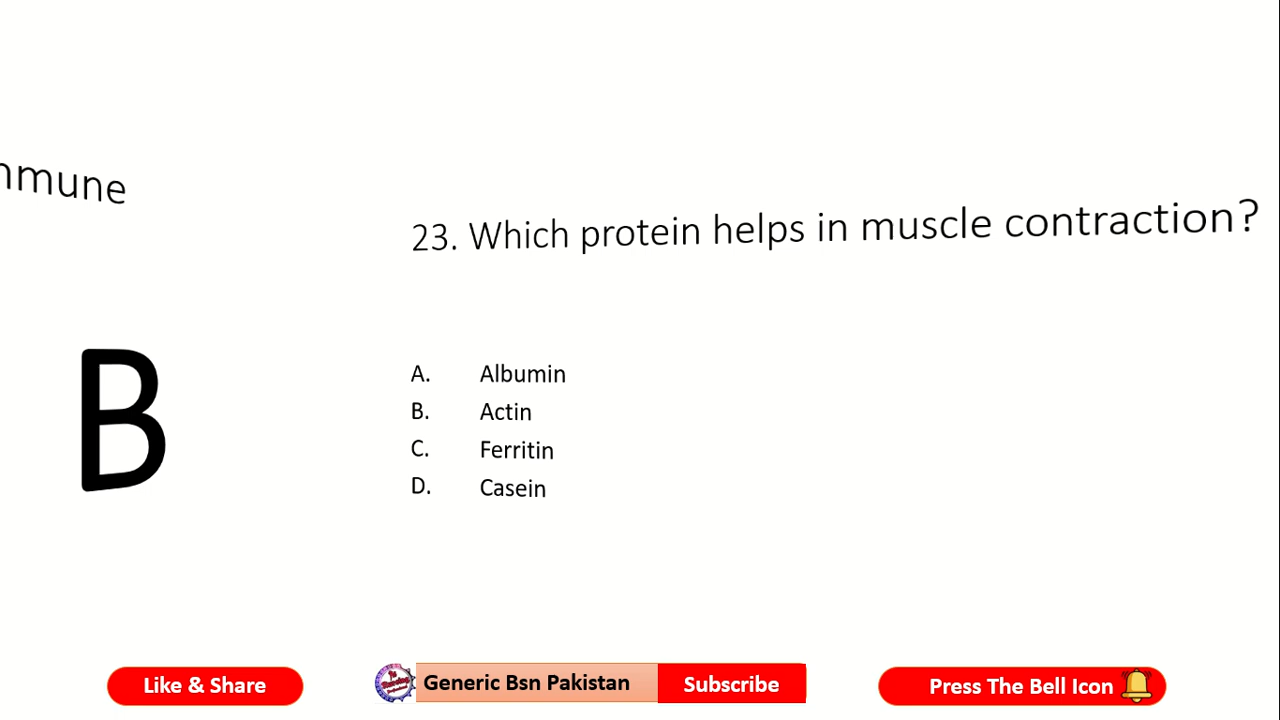 23. Which protein helps in muscle contraction?
B
A. Albumin
B. Actin
C. Ferritin
D. Casein
Like & Share
Generic Bsn Pakistan
Subscribe
Press The Bell Icon